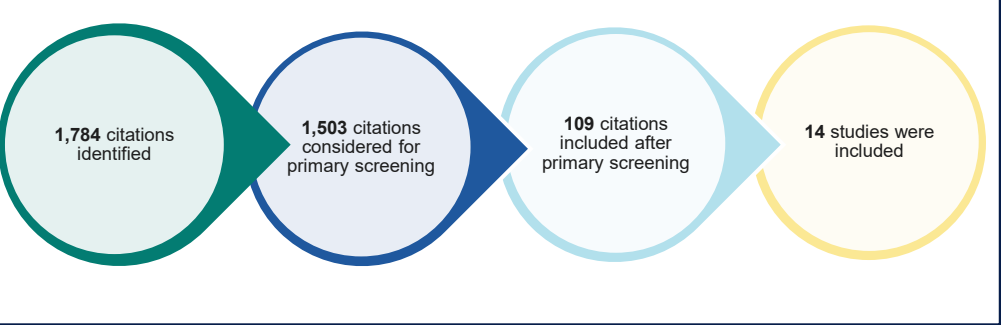 1,784 citations
identified
1,503 citations
considered for
primary screening
109 citations
included after
primary screening
14 studies were
included